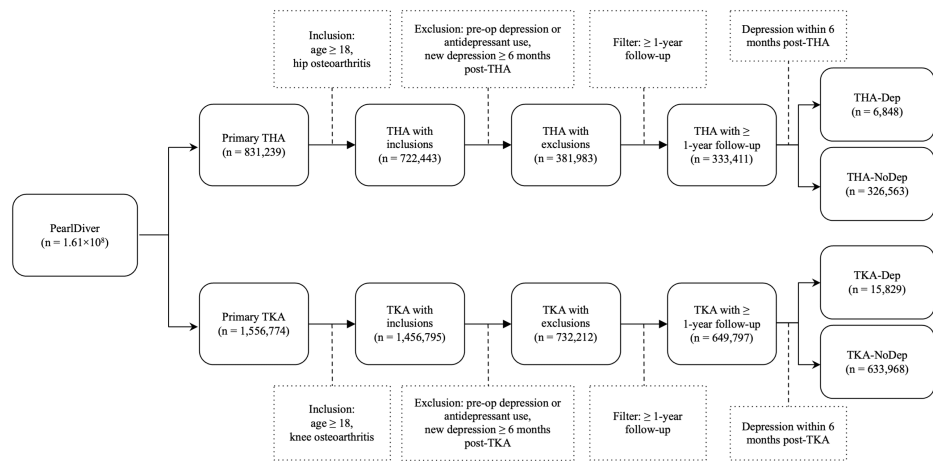 Inclusion:
age ≥ 18,
hip osteoarthritis
Exclusion: pre-op depression or
antidepressant use,
new depression ≥ 6 months
post-THA
Filter: ≥ 1-year
follow-up
Depression within 6
months post-THA
Primary THA
(n = 831,239)
THA with
inclusions
(n = 722,443)
THA with
exclusions
(n = 381,983)
THA with ≥
1-year follow-up
(n = 333,411)
THA-Dep
(n = 6,848)
THA-NoDep
(n = 326,563)
PearlDiver
(n = 1.61×10⁸)
Primary TKA
(n = 1,556,774)
TKA with
inclusions
(n = 1,456,795)
TKA with
exclusions
(n = 732,212)
TKA with ≥
1-year follow-up
(n = 649,797)
TKA-Dep
(n = 15,829)
TKA-NoDep
(n = 633,968)
Inclusion:
age ≥ 18,
knee osteoarthritis
Exclusion: pre-op depression or
antidepressant use,
new depression ≥ 6 months
post-TKA
Filter: ≥ 1-year
follow-up
Depression within 6
months post-TKA